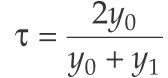 τ = 2y₀ / (y₀ + y₁)